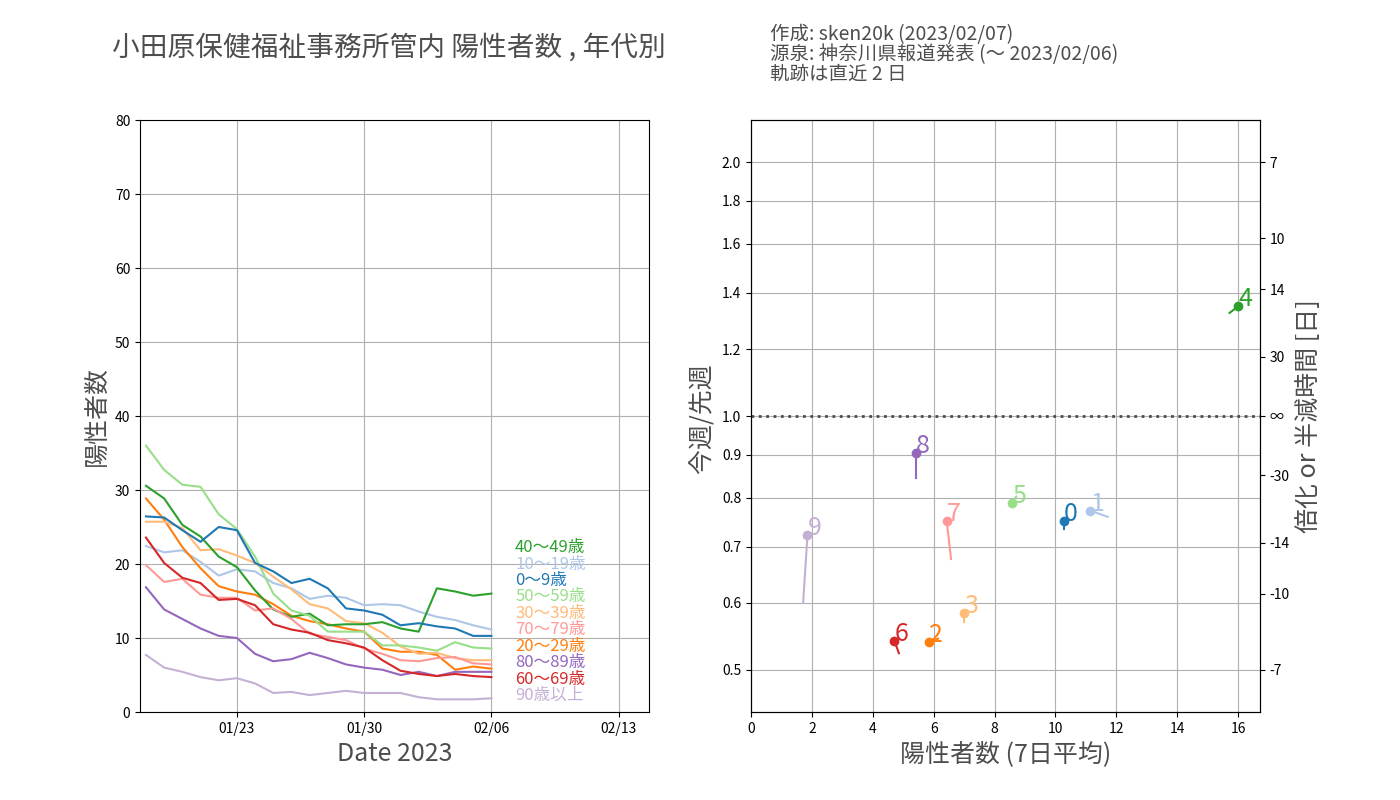 小田原保健福祉事務所管内 陽性者数 , 年代別
作成: sken20k (2023/02/07)
源泉: 神奈川県報道発表 (～ 2023/02/06)
軌跡は直近 2 日
陽性者数
80
70
60
50
40
30
20
10
0
40～49歳
10～19歳
0～9歳
50～59歳
30～39歳
70～79歳
20～29歳
80～89歳
60～69歳
90歳以上
01/23
01/30
02/06
02/13
Date 2023
今週/先週
2.0
1.8
1.6
1.4
1.2
1.0
0.9
0.8
0.7
0.6
0.5
4
8
5
1
0
7
9
3
6
2
7
10
14
30
∞
-30
-14
-10
-7
倍化 or 半減時間 [日]
0
2
4
6
8
10
12
14
16
陽性者数 (7日平均)